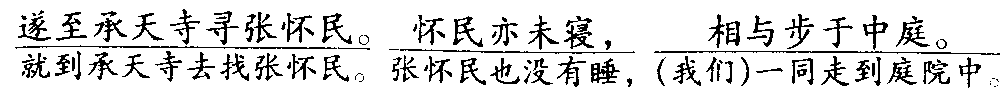 遂至承天寺寻张怀民。 怀民亦未寝， 相与步于中庭。
就到承天寺去找张怀民。张怀民也没有睡，(我们)一同走到庭院中。